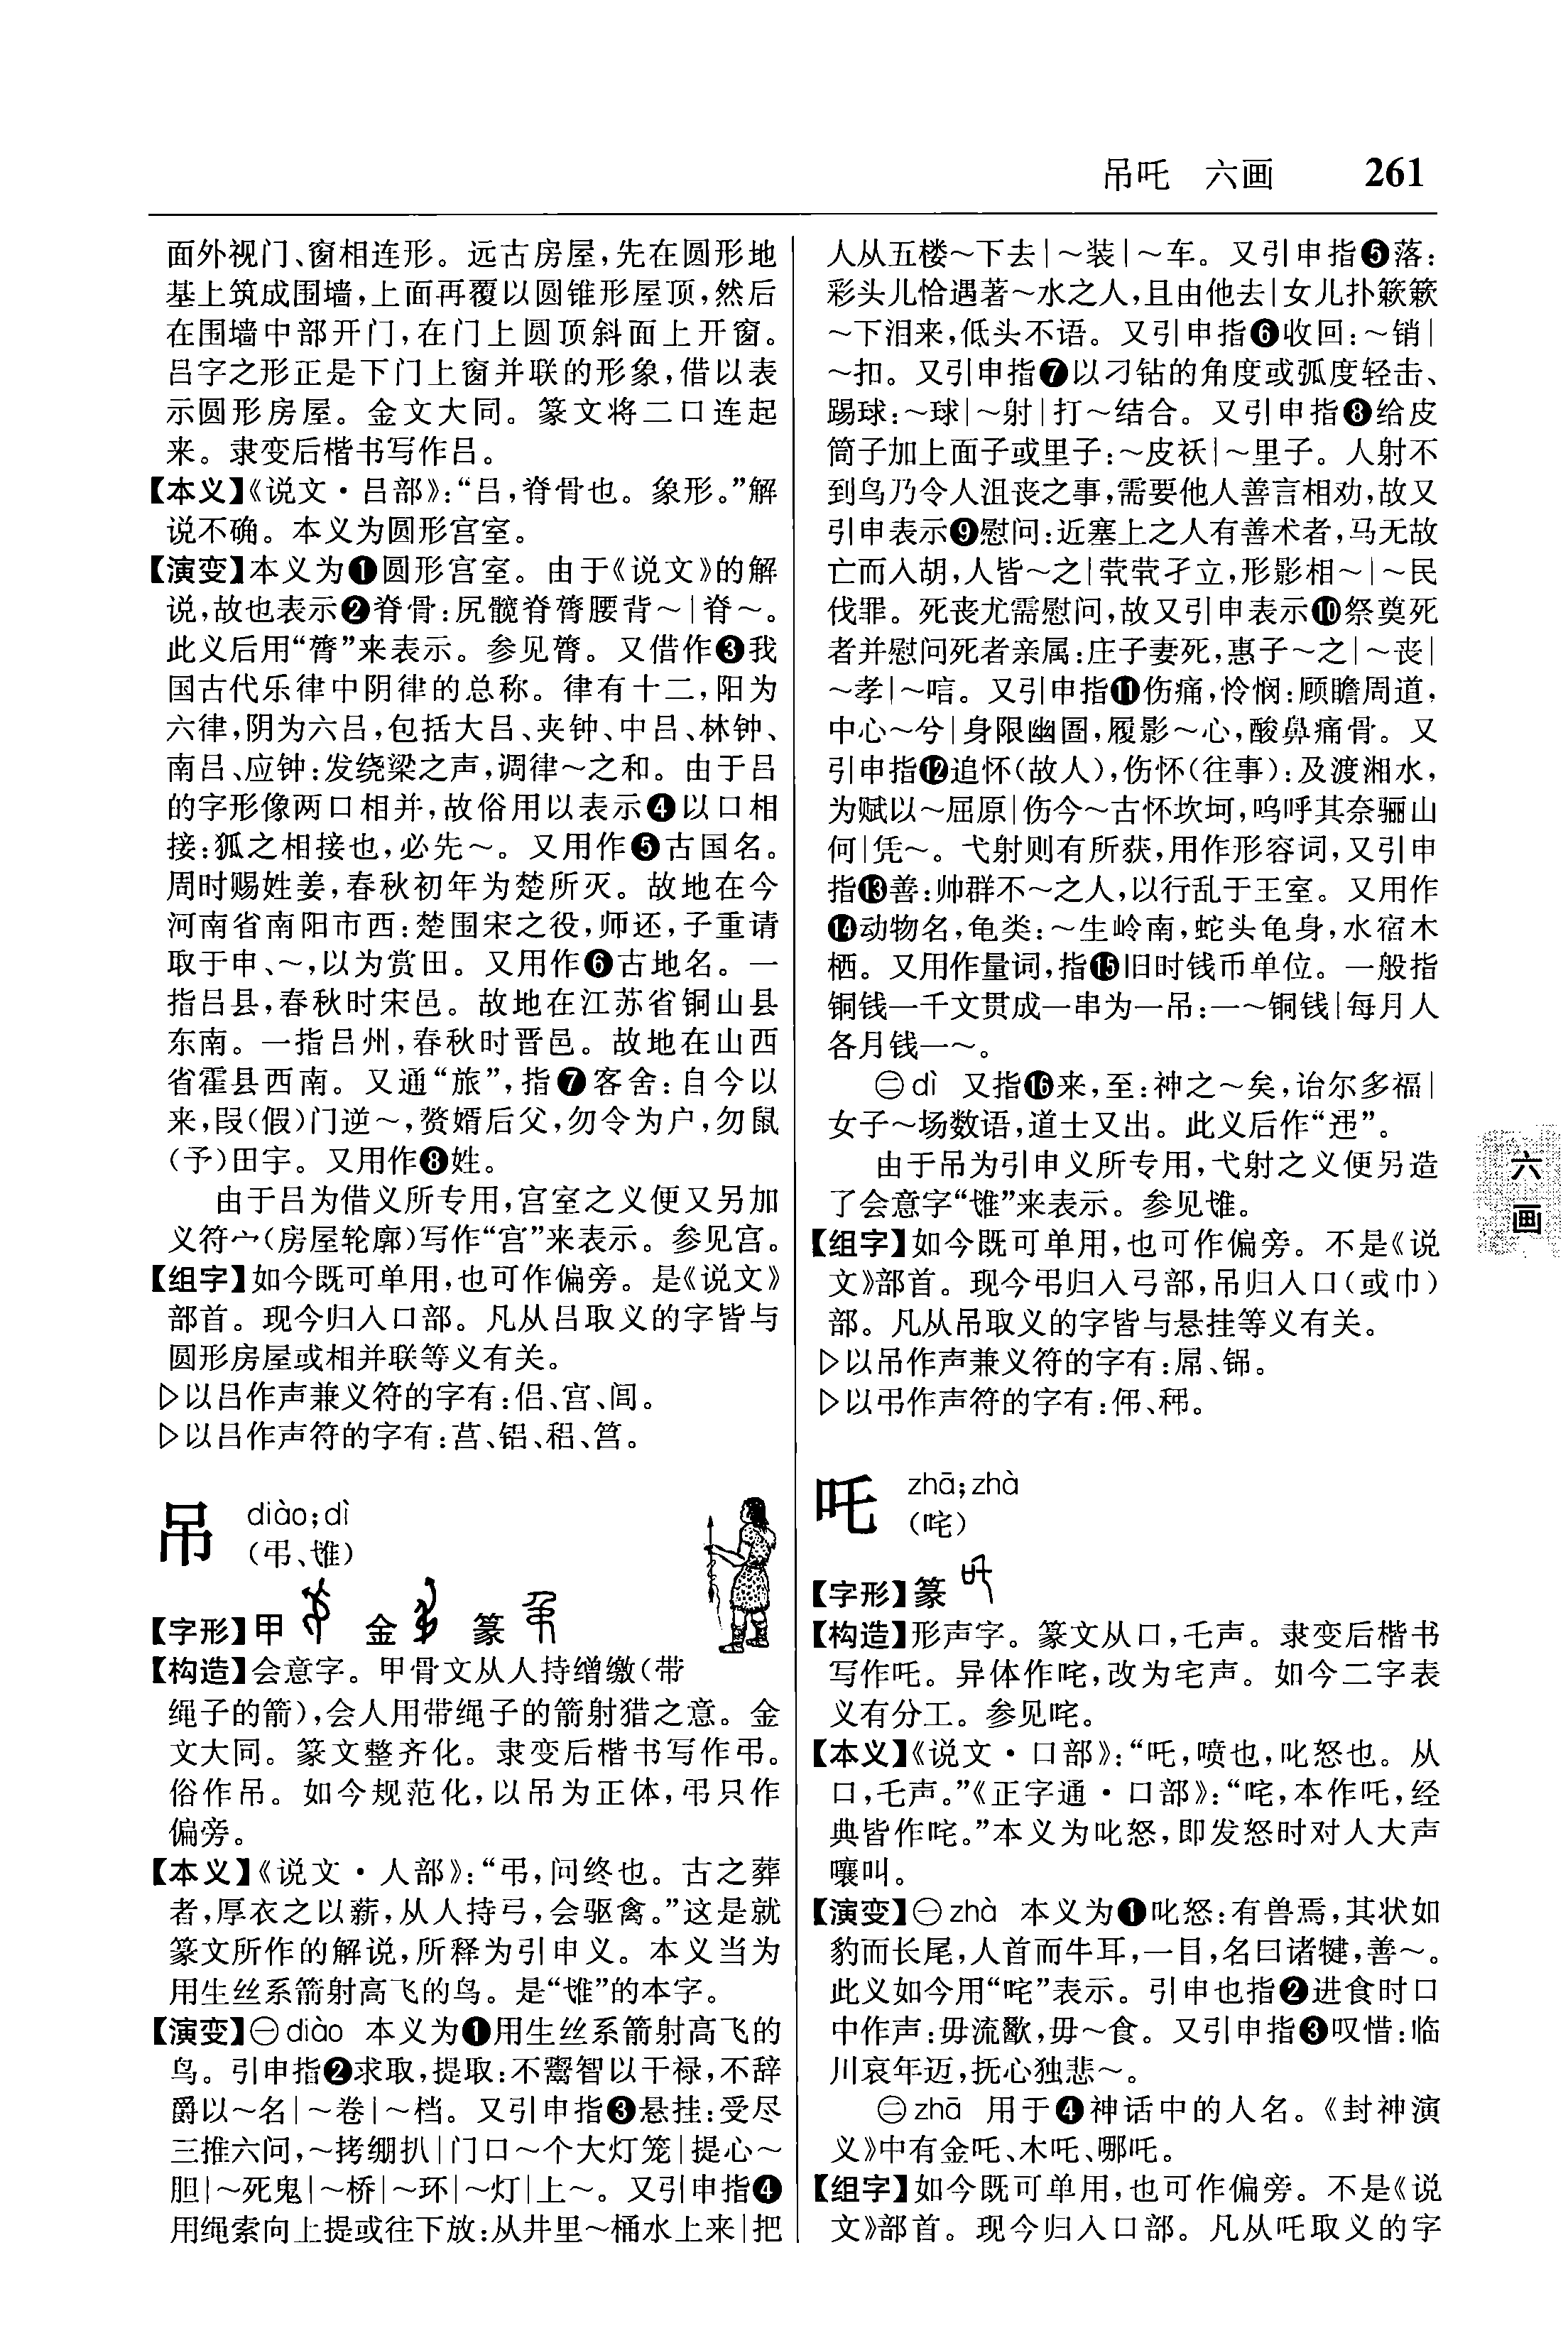 吊吒　六画　261
面外视门、窗相连形。远古房屋,先在圆形地
基上筑成围墙,上面再覆以圆锥形屋顶,然后
在围墙中部开门,在门上圆顶斜面上开窗。
吕字之形正是下门上窗并联的形象,借以表
示圆形房屋。金文大同。篆文将二口连起
来。隶变后楷书写作吕。
【本义】《说文·吕部》:“吕,脊骨也。象形。”解
说不确。本义为圆形宫室。
【演变】本义为❶圆形宫室。由于《说文》的解
说,故也表示❷脊骨:尻髋脊膂腰背～|脊～。
此义后用“膂”来表示。参见膂。又借作❸我
国古代乐律中阴律的总称。律有十二,阳为
六律,阴为六吕,包括大吕、夹钟、中吕、林钟、
南吕、应钟:发绕梁之声,调律～之和。由于吕
的字形像两口相并,故俗用以表示❹以口相
接:狐之相接也,必先～。又用作❺古国名。
周时赐姓姜,春秋初年为楚所灭。故地在今
河南省南阳市西:楚围宋之役,师还,子重请
取于申、～,以为赏田。又用作❻古地名。一
指吕县,春秋时宋邑。故地在江苏省铜山县
东南。一指吕州,春秋时晋邑。故地在山西
省霍县西南。又通“旅”,指❼客舍:自今以
来,叚(假)门逆～,赘婿后父,勿令为户,勿鼠
(予)田宇。又用作❽姓。
由于吕为借义所专用,宫室之义便又另加
义符宀(房屋轮廓)写作“宫”来表示。参见宫。
【组字】如今既可单用,也可作偏旁。是《说文》
部首。现今归入口部。凡从吕取义的字皆与
圆形房屋或相并联等义有关。
▷以吕作声兼义符的字有:侣、宫、闾。
▷以吕作声符的字有:莒、铝、稆、筥。
吊　diào;dì
(弔、)
【字形】甲　金　篆
【构造】会意字。甲骨文从人持缯缴(带
绳子的箭),会人用带绳子的箭射猎之意。金
文大同。篆文整齐化。隶变后楷书写作弔。
俗作吊。如今规范化,以吊为正体,弔只作
偏旁。
【本义】《说文·人部》:“弔,问终也。古之葬
者,厚衣之以薪,从人持弓,会驱禽。”这是就
篆文所作的解说,所释为引申义。本义当为
用生丝系箭射高飞的鸟。是“”的本字。
【演变】㊀diào　本义为❶用生丝系箭射高飞的
鸟。引申指❷求取,提取:不鬻智以干禄,不辞
爵以～名|～卷|～档。又引申指❸悬挂:受尽
三推六问,～拷绷扒|门口～个大灯笼|提心～
胆|～死鬼|～桥|～环|～灯|上～。又引申指❹
用绳索向上提或往下放:从井里～桶水上来|把
人从五楼～下去|～装|～车。又引申指❺落:
彩头儿恰遇著～水之人,且由他去|女儿扑簌簌
～下泪来,低头不语。又引申指❻收回:～销|
～扣。又引申指❼以刁钻的角度或弧度轻击、
踢球:～球|～射|打～结合。又引申指❽给皮
筒子加上面子或里子:～皮袄|～里子。人射不
到鸟乃令人沮丧之事,需要他人善言相劝,故又
引申表示❾慰问:近塞上之人有善术者,马无故
亡而入胡,人皆～之|茕茕孑立,形影相～|～民
伐罪。死丧尤需慰问,故又引申表示❿祭奠死
者并慰问死者亲属:庄子妻死,惠子～之|～丧|
～孝|～唁。又引申指⓫伤痛,怜悯:顾瞻周道,
中心～兮|身限幽圄,履影～心,酸鼻痛骨。又
引申指⓬追怀(故人),伤怀(往事):及渡湘水,
为赋以～屈原|伤今～古怀坎坷,呜呼其奈骊山
何|凭～。弋射则有所获,用作形容词,又引申
指⓭善:帅群不～之人,以行乱于王室。又用作
⓮动物名,龟类:～生岭南,蛇头龟身,水宿木
栖。又用作量词,指⓯旧时钱币单位。一般指
铜钱一千文贯成一串为一吊:一～铜钱|每月人
各月钱一～。
㊁dì　又指⓰来,至:神之～矣,诒尔多福|
女子～场数语,道士又出。此义后作“”。
由于吊为引申义所专用,弋射之义便另造
了会意字“”来表示。参见。
【组字】如今既可单用,也可作偏旁。不是《说
文》部首。现今弔归入弓部,吊归入口(或巾)
部。凡从吊取义的字皆与悬挂等义有关。
▷以吊作声兼义符的字有:屌、铞。
▷以弔作声符的字有:
吒　zhā;zhà
(咤)
【字形】篆
【构造】形声字。篆文从口,乇声。隶变后楷书
写作吒。异体作咤,改为宅声。如今二字表
义有分工。参见咤。
【本义】《说文·口部》:“吒,喷也,叱怒也。从
口,乇声。”《正字通·口部》:“咤,本作吒,经
典皆作咤。”本义为叱怒,即发怒时对人大声
嚷叫。
【演变】㊀zhà　本义为❶叱怒:有兽焉,其状如
豹而长尾,人首而牛耳,一目,名曰诸犍,善～。
此义如今用“咤”表示。引申也指❷进食时口
中作声:毋流歠,毋～食。又引申指❸叹惜:临
川哀年迈,抚心独悲～。
㊁zhā　用于❹神话中的人名。《封神演
义》中有金吒、木吒、哪吒。
【组字】如今既可单用,也可作偏旁。不是《说
文》部首。现今归入口部。凡从吒取义的字
六画